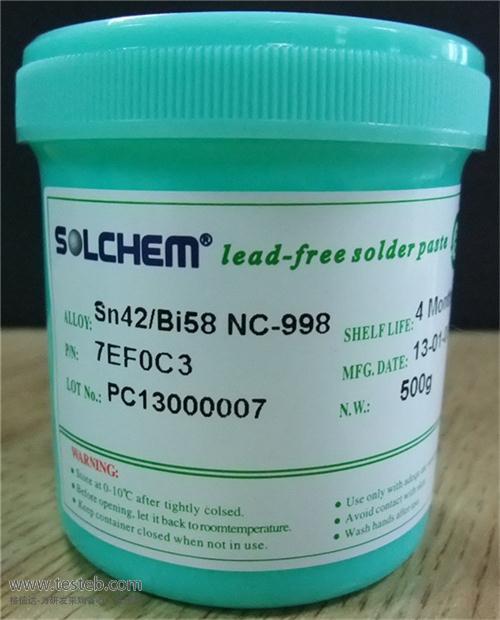 SOLCHEM® lead-free solder paste
ALLOY: Sn42/Bi58 NC-998
SHELF LIFE: 4
P/N: 7EF0C3
MFG. DATE: 13-01-
LOT No.: PC13000007
N.W.: 500g
WARNING:
• Store at 0-10℃ after tightly colsed.
• Before opening, let it back to roomtemperature.
• Keep container closed when not in use.
• Use only with
• Avoid contact with
• Wash hands after
www.testeb.com